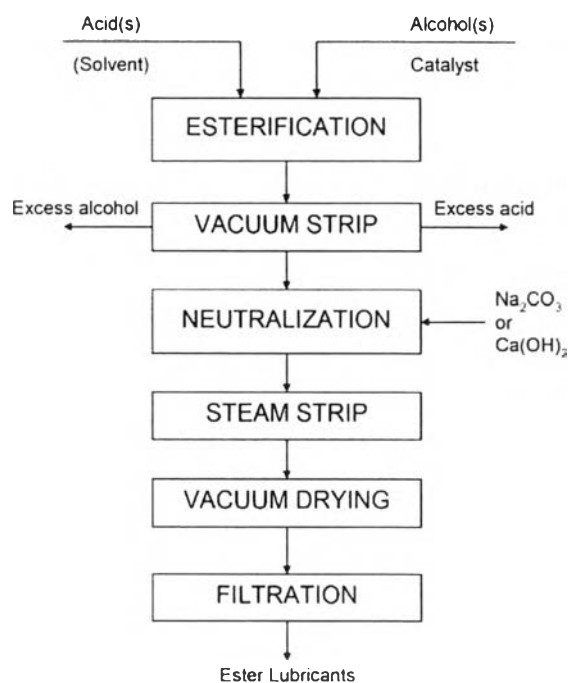 Acid(s)
Alcohol(s)
(Solvent)
Catalyst
ESTERIFICATION
Excess alcohol
VACUUM STRIP
Excess acid
NEUTRALIZATION
Na₂CO₃
or
Ca(OH)₂
STEAM STRIP
VACUUM DRYING
FILTRATION
Ester Lubricants